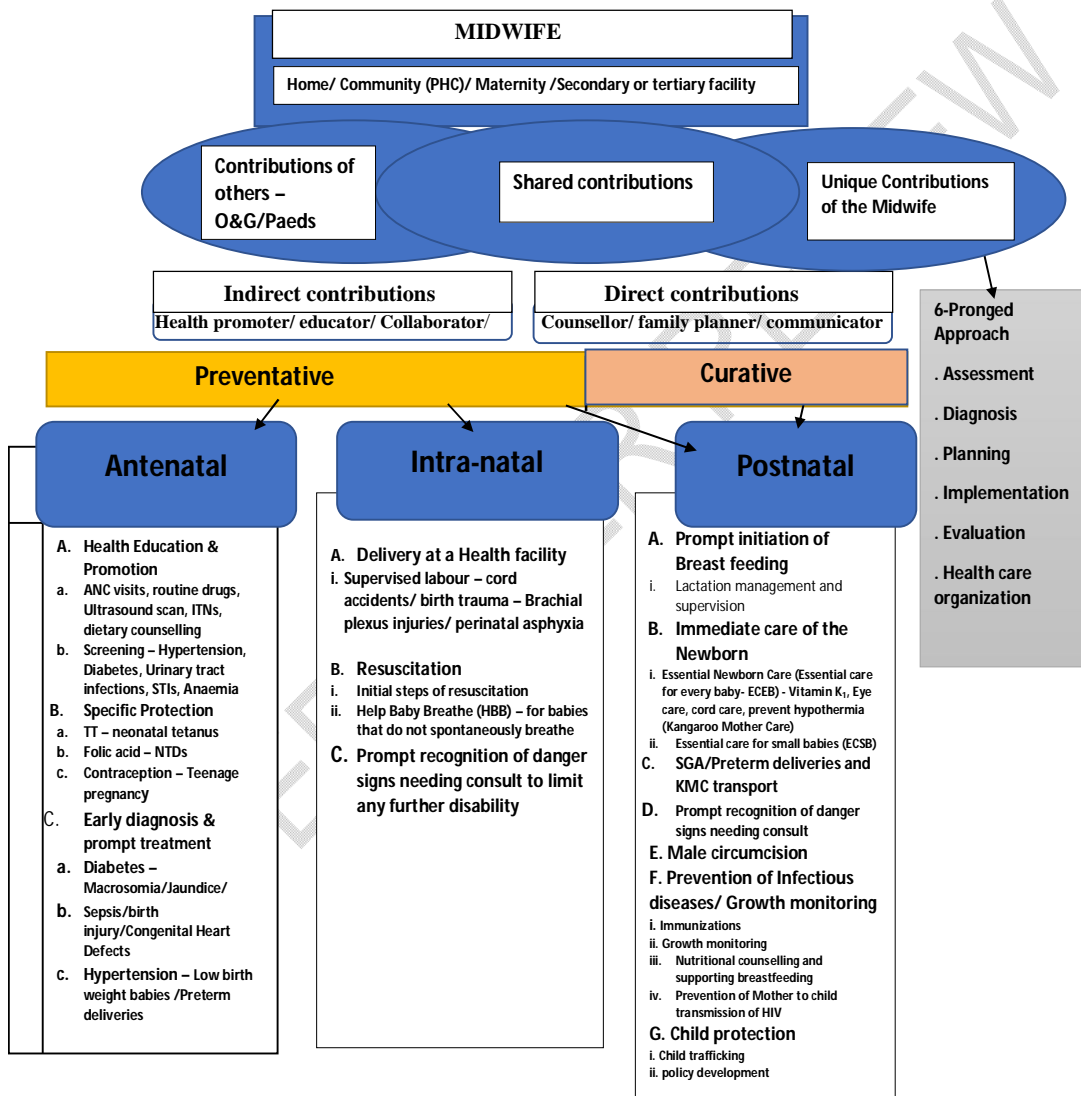 MIDWIFE
Home/ Community (PHC)/ Maternity /Secondary or tertiary facility
Contributions of
others –
O&G/Paeds
Shared contributions
Unique Contributions
of the Midwife
Indirect contributions
Health promoter/ educator/ Collaborator/
Direct contributions
Counsellor/ family planner/ communicator
6-Pronged
Approach
. Assessment
. Diagnosis
. Planning
. Implementation
. Evaluation
. Health care
organization
Preventative
Curative
Antenatal
A. Health Education &
Promotion
a. ANC visits, routine drugs,
Ultrasound scan, ITNs,
dietary counselling
b. Screening – Hypertension,
Diabetes, Urinary tract
infections, STIs, Anaemia
B. Specific Protection
a. TT – neonatal tetanus
b. Folic acid – NTDs
c. Contraception – Teenage
pregnancy
C. Early diagnosis &
prompt treatment
a. Diabetes –
Macrosomia/Jaundice/
b. Sepsis/birth
injury/Congenital Heart
Defects
c. Hypertension – Low birth
weight babies /Preterm
deliveries
Intra-natal
A. Delivery at a Health facility
i. Supervised labour – cord
accidents/ birth trauma – Brachial
plexus injuries/ perinatal asphyxia
B. Resuscitation
i. Initial steps of resuscitation
ii. Help Baby Breathe (HBB) – for babies
that do not spontaneously breathe
C. Prompt recognition of danger
signs needing consult to limit
any further disability
Postnatal
A. Prompt initiation of
Breast feeding
i. Lactation management and
supervision
B. Immediate care of the
Newborn
i. Essential Newborn Care (Essential care
for every baby- ECEB) - Vitamin K₁, Eye
care, cord care, prevent hypothermia
(Kangaroo Mother Care)
ii. Essential care for small babies (ECSB)
C. SGA/Preterm deliveries and
KMC transport
D. Prompt recognition of danger
signs needing consult
E. Male circumcision
F. Prevention of Infectious
diseases/ Growth monitoring
i. Immunizations
ii. Growth monitoring
iii. Nutritional counselling and
supporting breastfeeding
iv. Prevention of Mother to child
transmission of HIV
G. Child protection
i. Child trafficking
ii. policy development